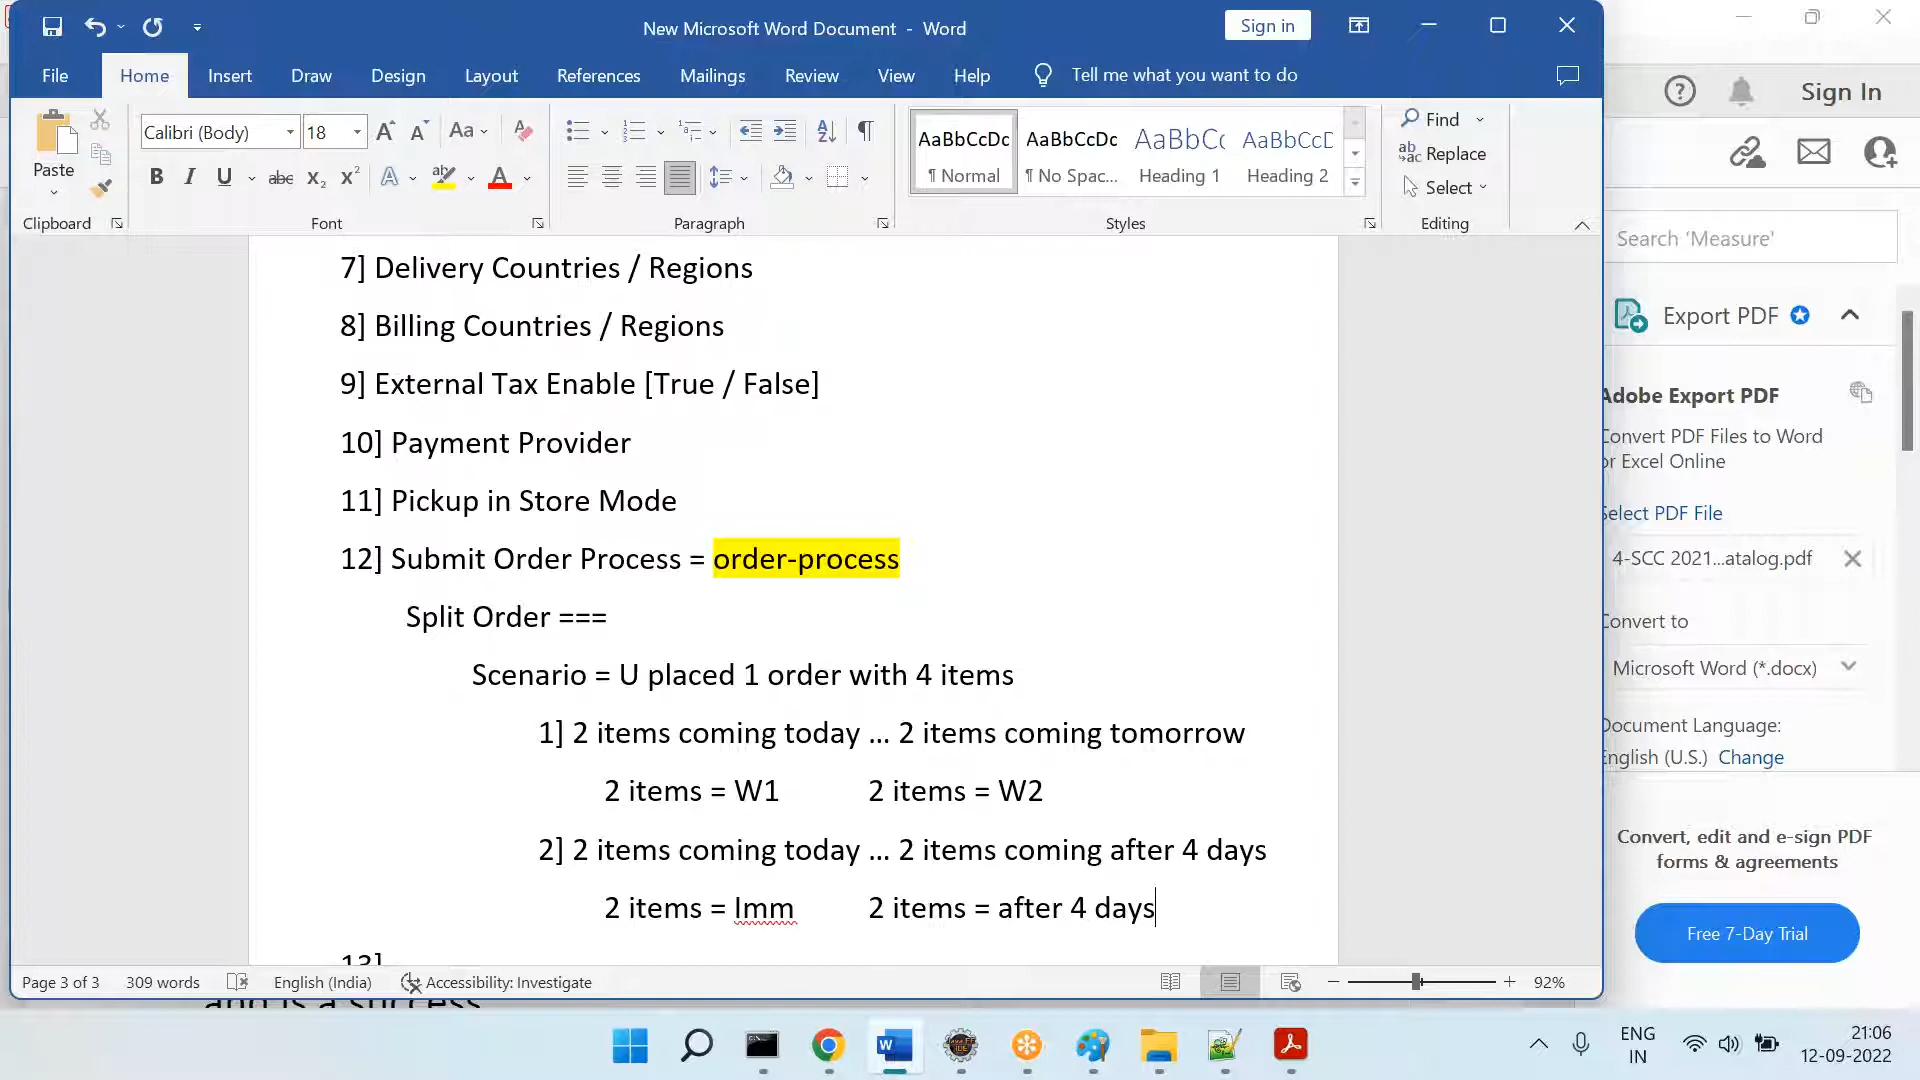 New Microsoft Word Document - Word
Sign in
File Home Insert Draw Design Layout References Mailings Review View Help Tell me what you want to do
Sign In
Paste
Calibri (Body) 18
Aa
AaBbCcDc AaBbCcDc AaBbCc AaBbCcD
¶ Normal ¶ No Spac... Heading 1 Heading 2
Find
Replace
Select
Clipboard Font Paragraph Styles Editing
Search ‘Measure’
Export PDF
Adobe Export PDF
Convert PDF Files to Word
or Excel Online
Select PDF File
4-SCC 2021...atalog.pdf
Convert to
Microsoft Word (*.docx)
Document Language:
English (U.S.) Change
Convert, edit and e-sign PDF
forms & agreements
Free 7-Day Trial
7] Delivery Countries / Regions
8] Billing Countries / Regions
9] External Tax Enable [True / False]
10] Payment Provider
11] Pickup in Store Mode
12] Submit Order Process = order-process
Split Order ===
Scenario = U placed 1 order with 4 items
1] 2 items coming today ... 2 items coming tomorrow
2 items = W1 2 items = W2
2] 2 items coming today ... 2 items coming after 4 days
2 items = Imm 2 items = after 4 days
13]
Page 3 of 3 309 words English (India) Accessibility: Investigate 92%
and is a success
ENG
IN
21:06
12-09-2022